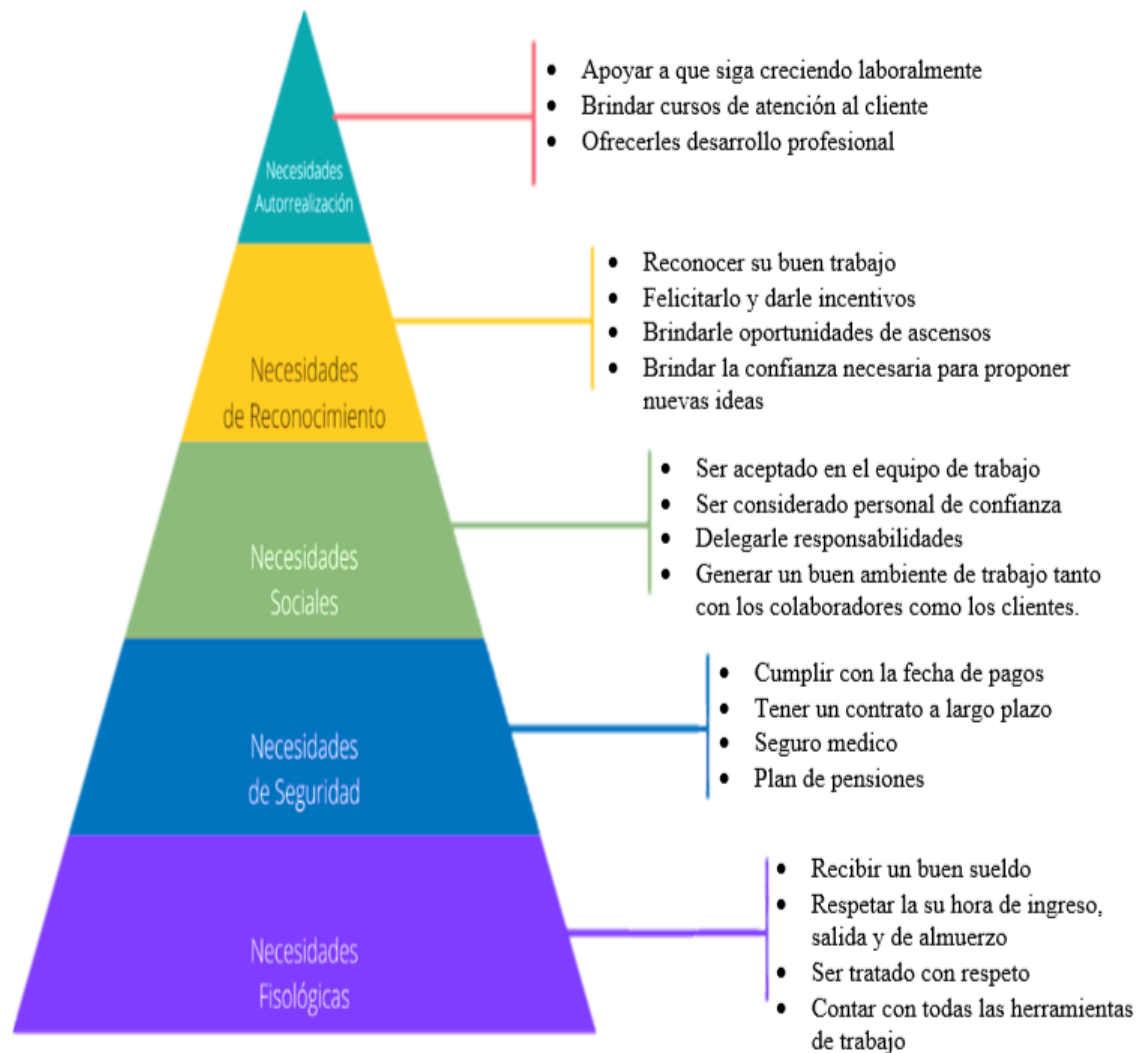 Necesidades
Autorrealización
• Apoyar a que siga creciendo laboralmente
• Brindar cursos de atención al cliente
• Ofrecerles desarrollo profesional
Necesidades
de Reconocimiento
• Reconocer su buen trabajo
• Felicitarlo y darle incentivos
• Brindarle oportunidades de ascensos
• Brindar la confianza necesaria para proponer
nuevas ideas
Necesidades
Sociales
• Ser aceptado en el equipo de trabajo
• Ser considerado personal de confianza
• Delegarle responsabilidades
• Generar un buen ambiente de trabajo tanto
con los colaboradores como los clientes.
Necesidades
de Seguridad
• Cumplir con la fecha de pagos
• Tener un contrato a largo plazo
• Seguro medico
• Plan de pensiones
Necesidades
Fisológicas
• Recibir un buen sueldo
• Respetar la su hora de ingreso,
salida y de almuerzo
• Ser tratado con respeto
• Contar con todas las herramientas
de trabajo